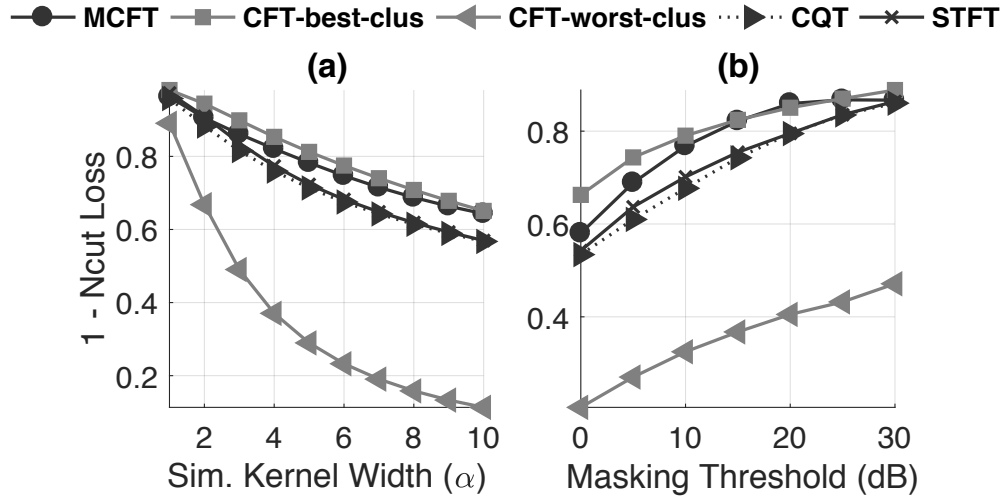 MCFT CFT-best-clus CFT-worst-clus CQT STFT
(a) (b)
1 - Ncut Loss
0.8
0.6
0.4
0.2
2 4 6 8 10
Sim. Kernel Width (α)
0.8
0.6
0.4
0 10 20 30
Masking Threshold (dB)